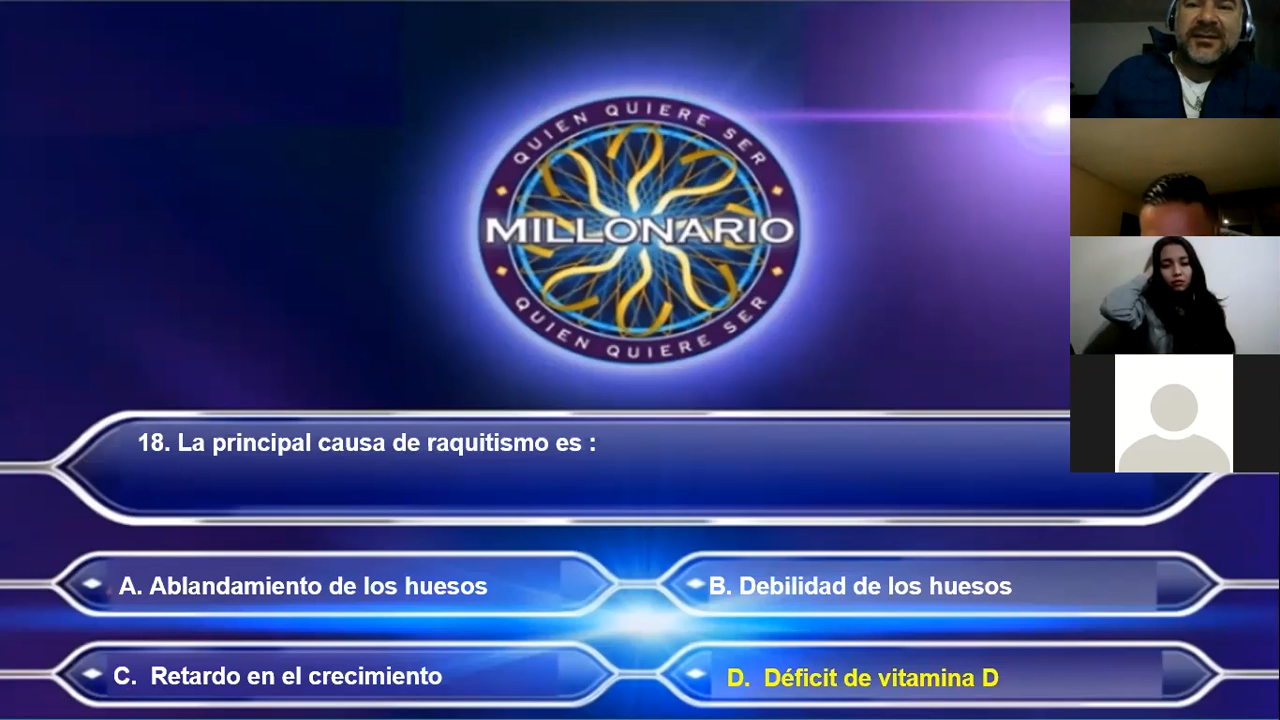 QUIEN QUIERE SER
MILLONARIO
QUIEN QUIERE SER
18. La principal causa de raquitismo es :
A. Ablandamiento de los huesos
B. Debilidad de los huesos
C. Retardo en el crecimiento
D. Déficit de vitamina D